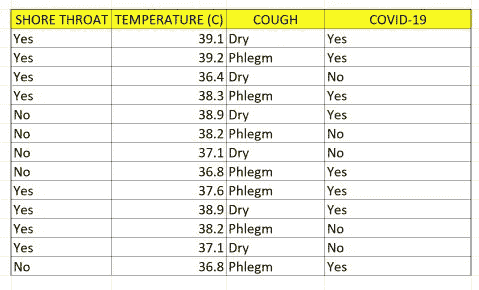 SHORE THROAT TEMPERATURE (C) COUGH COVID-19
Yes 39.1 Dry Yes
Yes 39.2 Phlegm Yes
Yes 36.4 Dry No
Yes 38.3 Phlegm Yes
No 38.9 Dry Yes
No 38.2 Phlegm No
No 37.1 Dry No
No 36.8 Phlegm Yes
Yes 37.6 Phlegm Yes
Yes 38.9 Dry Yes
Yes 38.2 Phlegm No
Yes 37.1 Dry No
No 36.8 Phlegm Yes